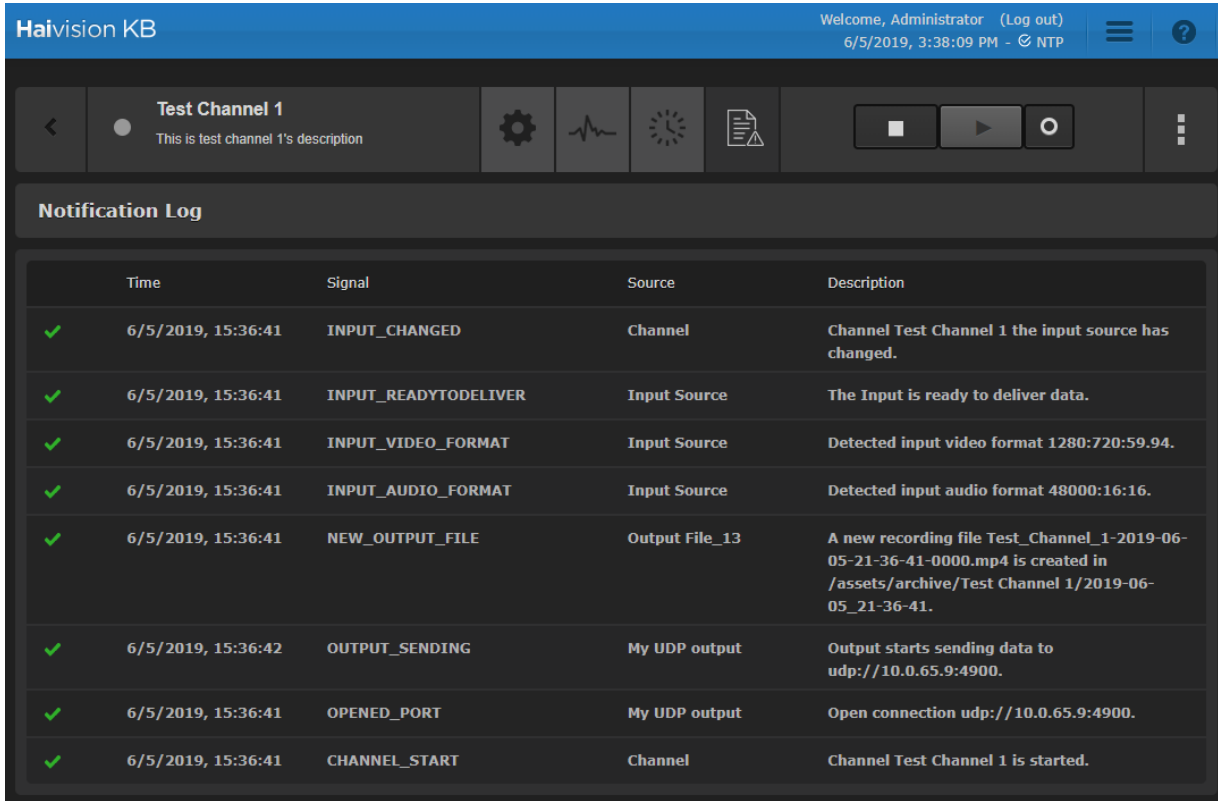 Haivision KB
Welcome, Administrator (Log out)
6/5/2019, 3:38:09 PM - NTP
?
Test Channel 1
This is test channel 1's description
Notification Log
Time Signal Source Description
6/5/2019, 15:36:41 INPUT_CHANGED Channel Channel Test Channel 1 the input source has
changed.
6/5/2019, 15:36:41 INPUT_READYTODELIVER Input Source The Input is ready to deliver data.
6/5/2019, 15:36:41 INPUT_VIDEO_FORMAT Input Source Detected input video format 1280:720:59.94.
6/5/2019, 15:36:41 INPUT_AUDIO_FORMAT Input Source Detected input audio format 48000:16:16.
6/5/2019, 15:36:41 NEW_OUTPUT_FILE Output File_13 A new recording file Test_Channel_1-2019-06-
05-21-36-41-0000.mp4 is created in
/assets/archive/Test Channel 1/2019-06-
05_21-36-41.
6/5/2019, 15:36:42 OUTPUT_SENDING My UDP output Output starts sending data to
udp://10.0.65.9:4900.
6/5/2019, 15:36:41 OPENED_PORT My UDP output Open connection udp://10.0.65.9:4900.
6/5/2019, 15:36:41 CHANNEL_START Channel Channel Test Channel 1 is started.